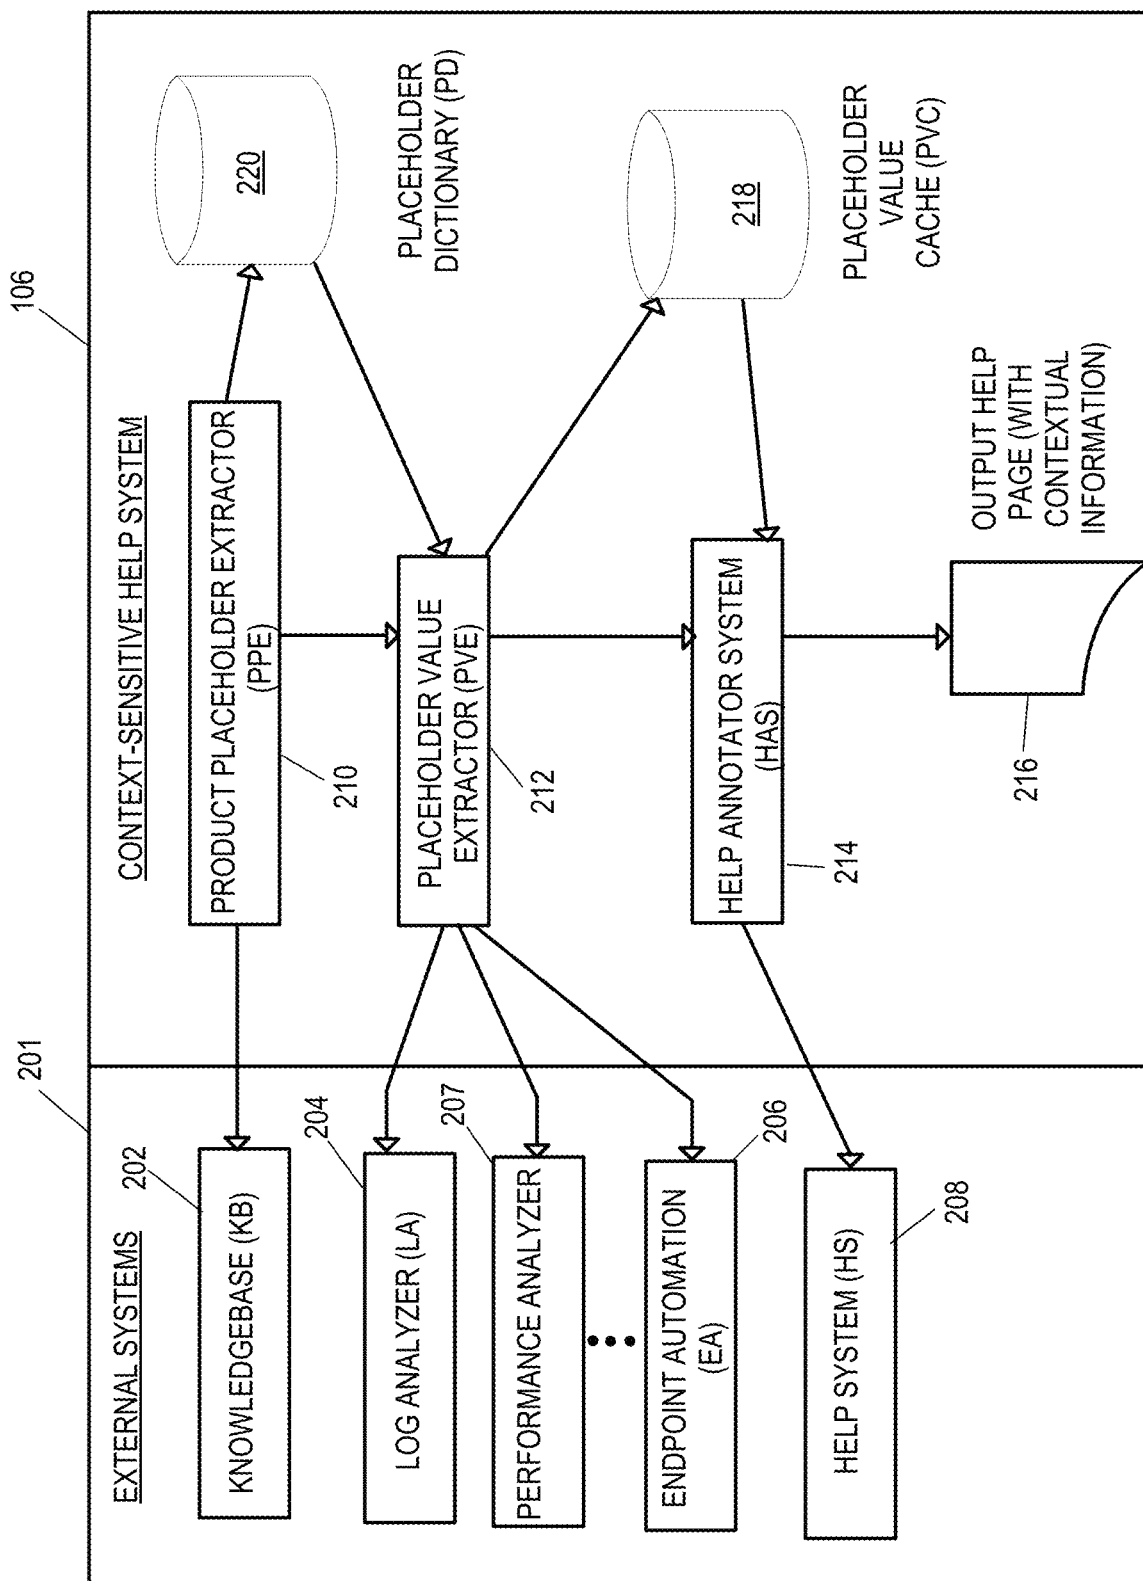 201
106
EXTERNAL SYSTEMS
202
KNOWLEDGEBASE (KB)
204
LOG ANALYZER (LA)
207
PERFORMANCE ANALYZER
206
ENDPOINT AUTOMATION
(EA)
HELP SYSTEM (HS)
208
CONTEXT-SENSITIVE HELP SYSTEM
PRODUCT PLACEHOLDER EXTRACTOR
(PPE)
210
PLACEHOLDER VALUE
EXTRACTOR (PVE)
212
HELP ANNOTATOR SYSTEM
(HAS)
214
216
OUTPUT HELP
PAGE (WITH
CONTEXTUAL
INFORMATION)
220
PLACEHOLDER
DICTIONARY (PD)
218
PLACEHOLDER
VALUE
CACHE (PVC)